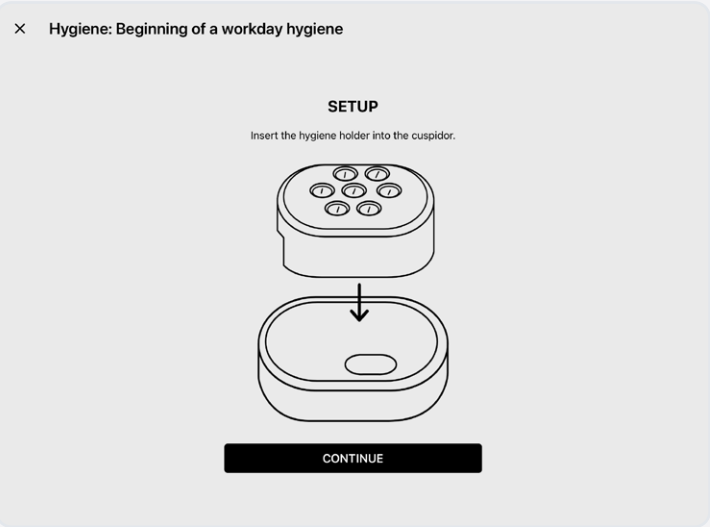 Hygiene: Beginning of a workday hygiene
SETUP
Insert the hygiene holder into the cuspidor.
CONTINUE